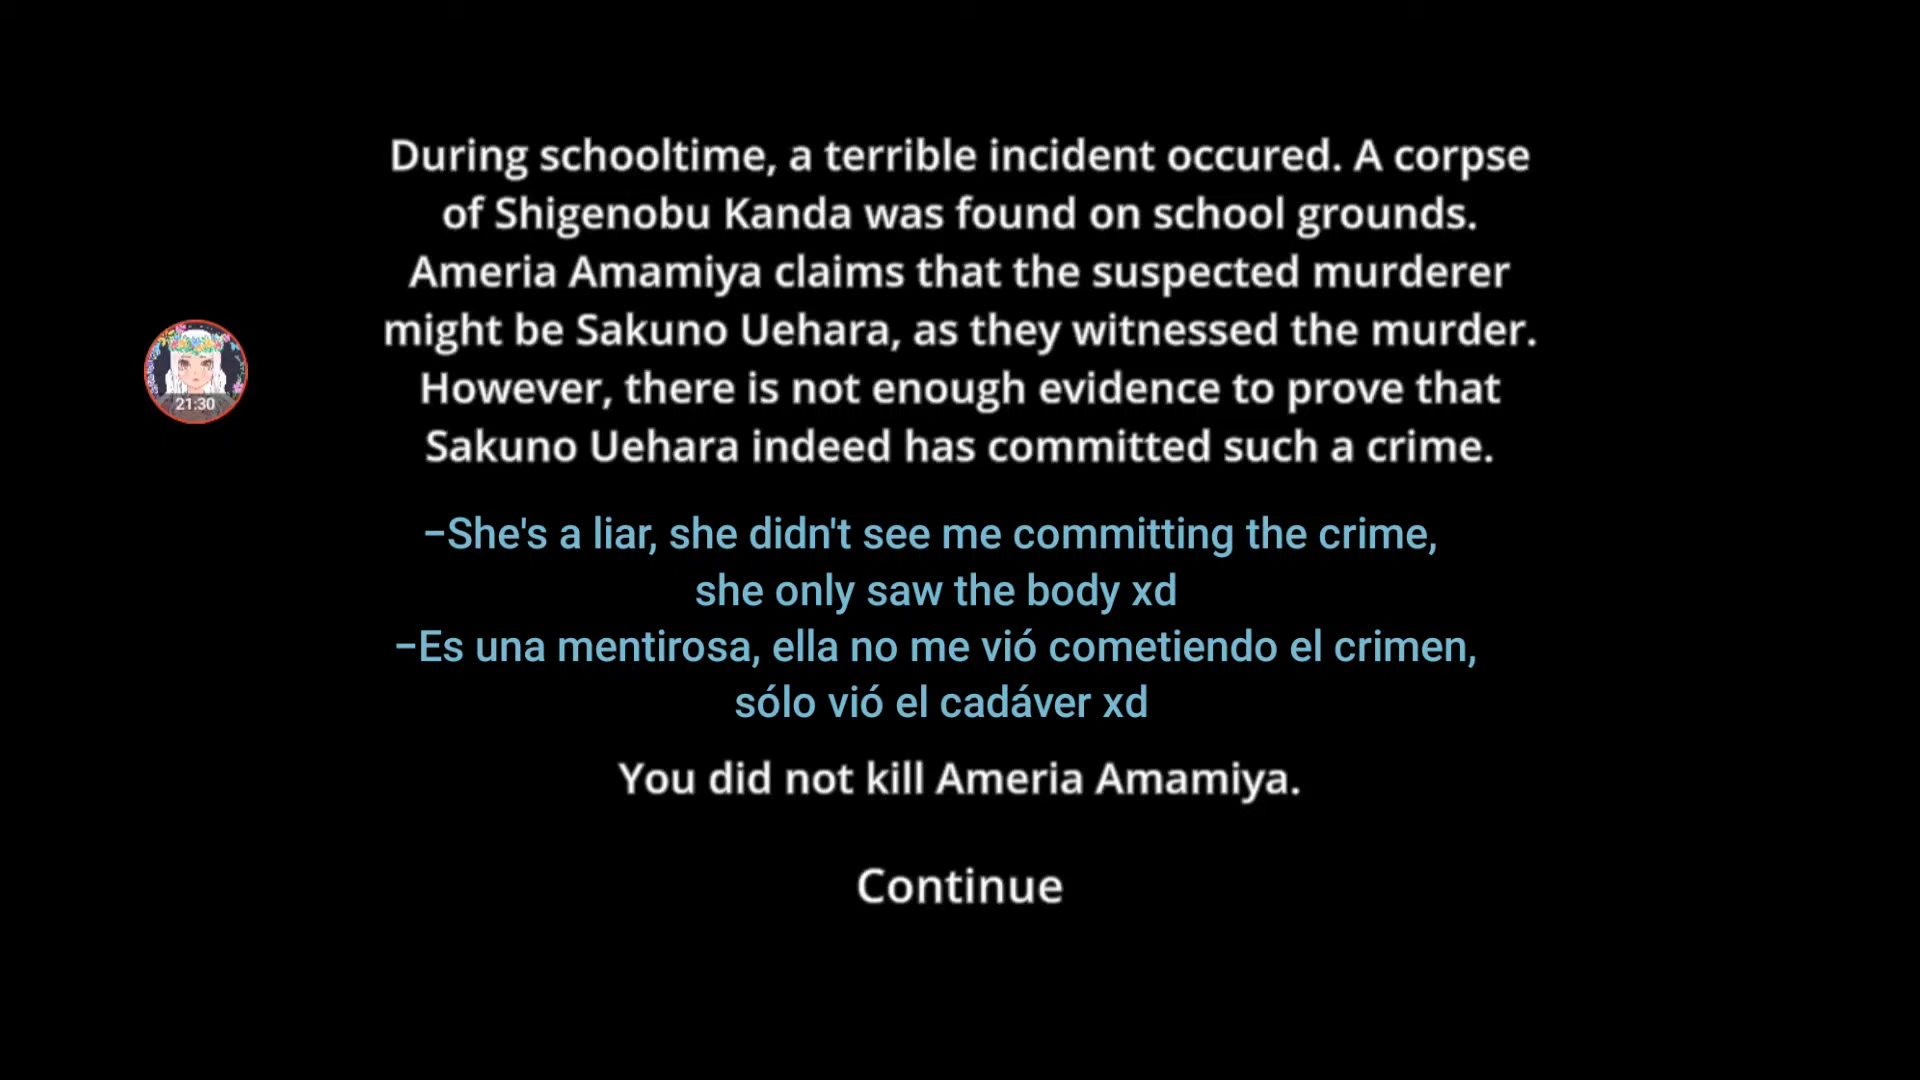 During schooltime, a terrible incident occured. A corpse
of Shigenobu Kanda was found on school grounds.
Ameria Amamiya claims that the suspected murderer
might be Sakuno Uehara, as they witnessed the murder.
However, there is not enough evidence to prove that
Sakuno Uehara indeed has committed such a crime.
21:30
–She's a liar, she didn't see me committing the crime,
she only saw the body xd
–Es una mentirosa, ella no me vió cometiendo el crimen,
sólo vió el cadáver xd
You did not kill Ameria Amamiya.
Continue